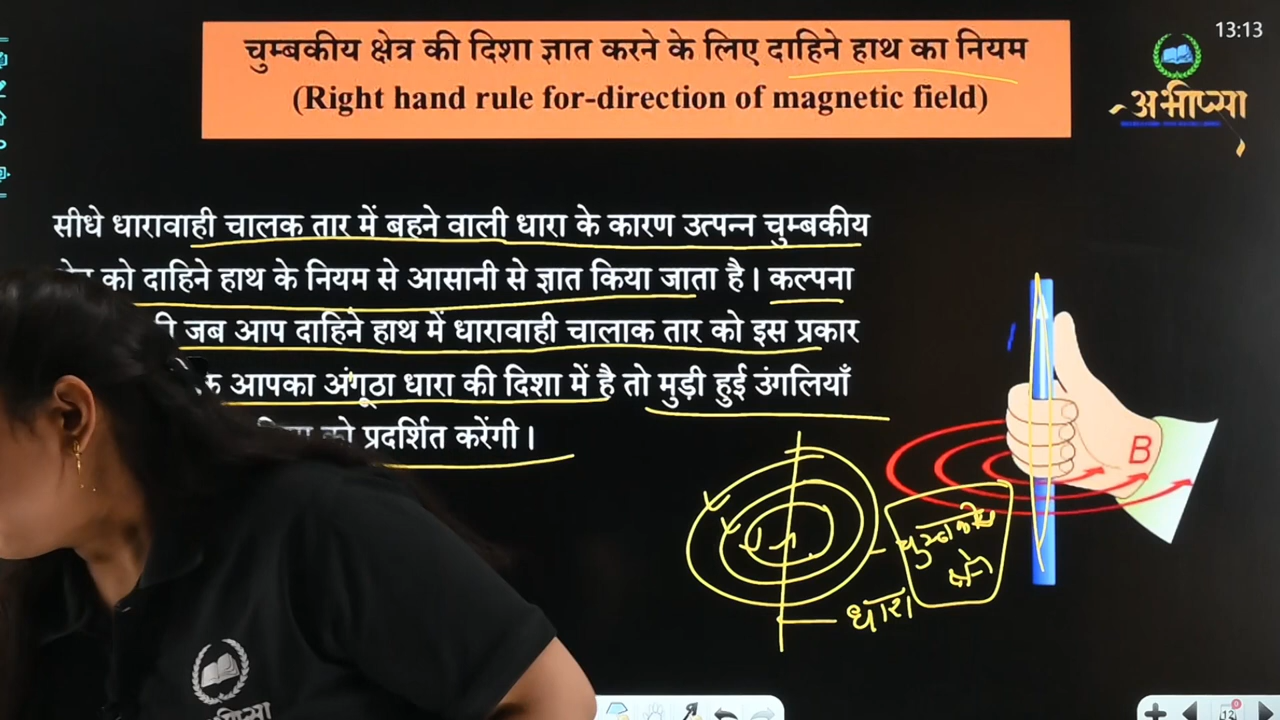 चुम्बकीय क्षेत्र की दिशा ज्ञात करने के लिए दाहिने हाथ का नियम
(Right hand rule for-direction of magnetic field)
13:13
अभीप्सा
सीधे धारावाही चालक तार में बहने वाली धारा के कारण उत्पन्न चुम्बकीय
को दाहिने हाथ के नियम से आसानी से ज्ञात किया जाता है। कल्पना
जब आप दाहिने हाथ में धारावाही चालाक तार को इस प्रकार
आपका अंगूठा धारा की दिशा में है तो मुड़ी हुई उंगलियाँ
को प्रदर्शित करेंगी।
B
चुम्बकीय
क्षेत्र
धारा
अभीप्सा